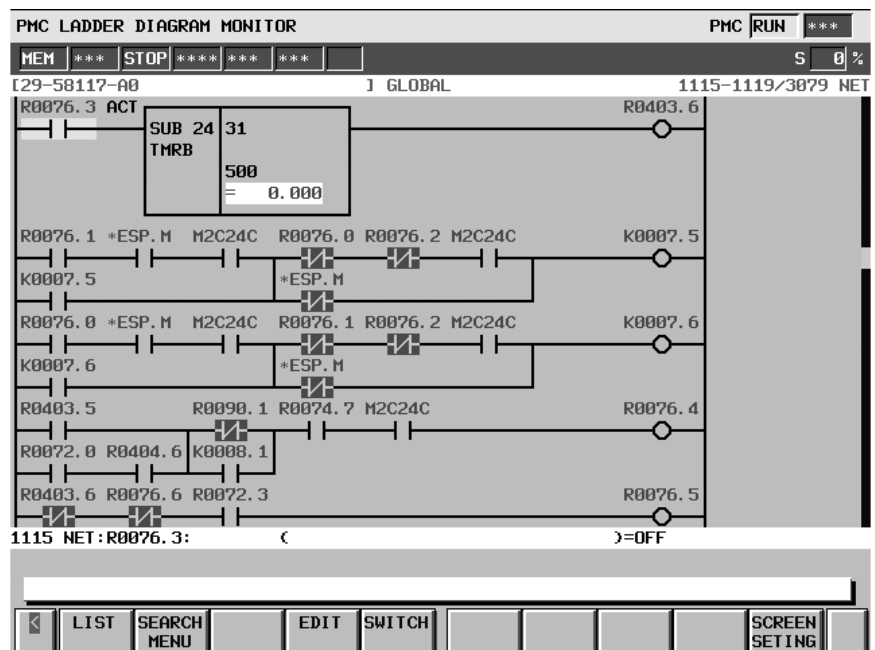 PMC LADDER DIAGRAM MONITOR PMC RUN ***
MEM *** STOP **** *** *** S 0 %
[29-58117-A0 ] GLOBAL 1115-1119/3079 NET
R0076.3 ACT R0403.6
SUB 24 31
TMRB
500
= 0.000
R0076.1 *ESP.M M2C24C R0076.0 R0076.2 M2C24C K0007.5
K0007.5 *ESP.M
R0076.0 *ESP.M M2C24C R0076.1 R0076.2 M2C24C K0007.6
K0007.6 *ESP.M
R0403.5 R0090.1 R0074.7 M2C24C R0076.4
R0072.0 R0404.6 K0008.1
R0403.6 R0076.6 R0072.3 R0076.5
1115 NET:R0076.3: ( )=OFF
< LIST SEARCH MENU EDIT SWITCH SCREEN SETING